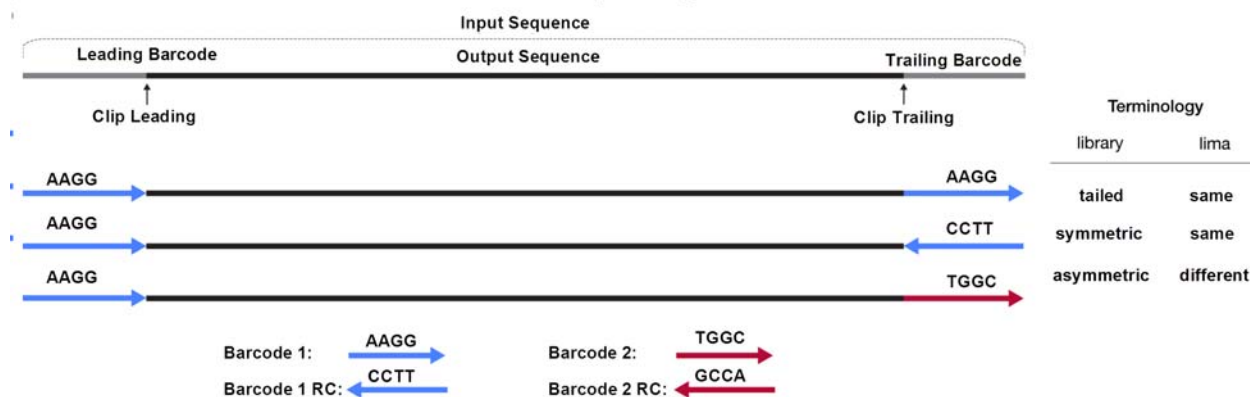 Input Sequence
Leading Barcode Output Sequence Trailing Barcode
Clip Leading Clip Trailing
Terminology
library lima
AAGG AAGG tailed same
AAGG CCTT symmetric same
AAGG TGGC asymmetric different
Barcode 1: AAGG Barcode 2: TGGC
Barcode 1 RC: CCTT Barcode 2 RC: GCCA